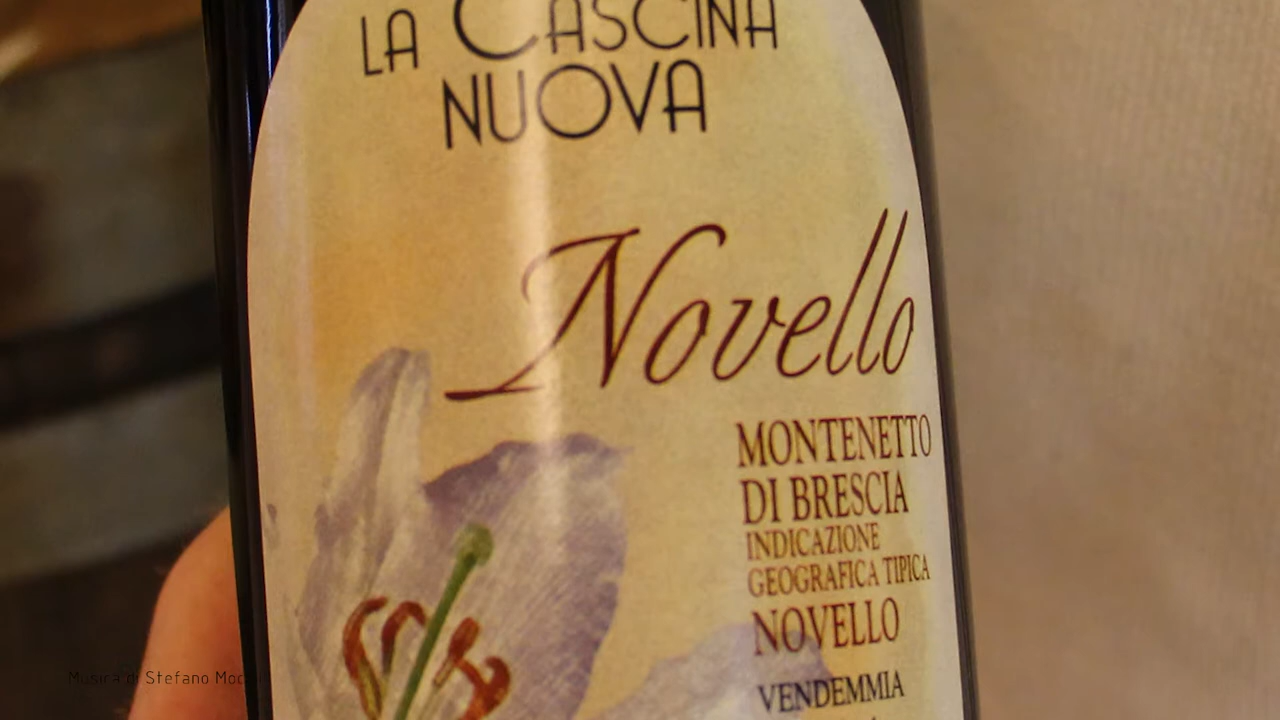 LA CASCINA
NUOVA
Novello
MONTENETTO
DI BRESCIA
INDICAZIONE
GEOGRAFICA TIPICA
NOVELLO
VENDEMMIA
Musica di Stefano